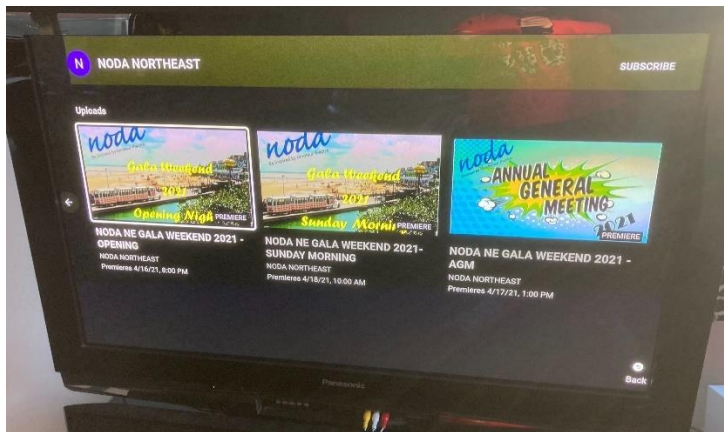 N NODA NORTHEAST
SUBSCRIBE
Uploads
noda
Gala Weekend
2021
Opening Nigh
PREMIERE
NODA NE GALA WEEKEND 2021 -
OPENING
NODA NORTHEAST
Premieres 4/16/21, 8:00 PM
noda
Gala Weekend
2021
Sunday Morni
PREMIERE
NODA NE GALA WEEKEND 2021-
SUNDAY MORNING
NODA NORTHEAST
Premieres 4/18/21, 10:00 AM
noda
ANNUAL
GENERAL
MEETING
2021
PREMIERE
NODA NE GALA WEEKEND 2021 -
AGM
NODA NORTHEAST
Premieres 4/17/21, 1:00 PM
Back
Panasonic